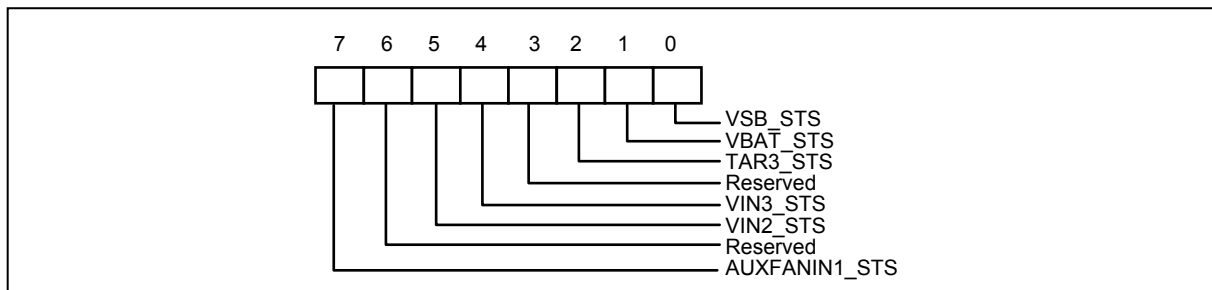 7 6 5 4 3 2 1 0
VSB_STS
VBAT_STS
TAR3_STS
Reserved
VIN3_STS
VIN2_STS
Reserved
AUXFANIN1_STS